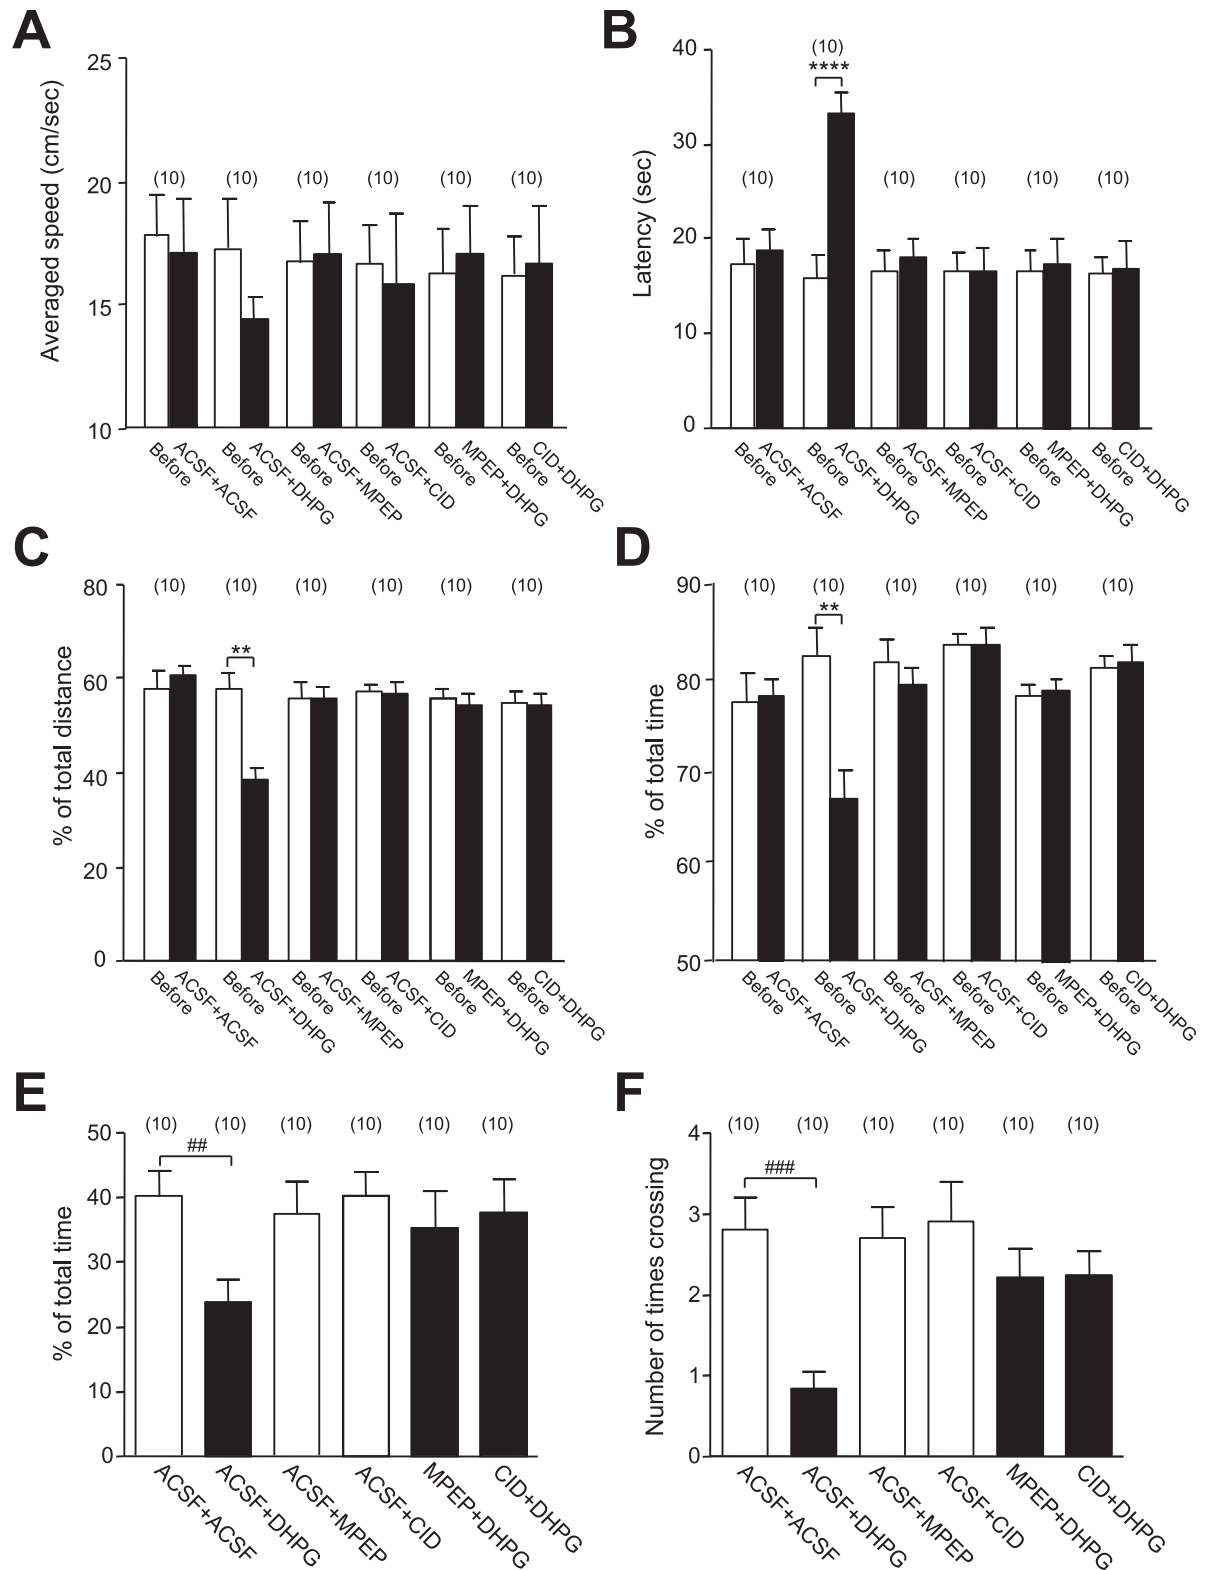 A
Averaged speed (cm/sec)
25
20
15
10
(10) (10) (10) (10) (10) (10)
Before ACSF+ACSF Before ACSF+DHPG Before ACSF+MPEP Before ACSF+CID Before MPEP+DHPG Before CID+DHPG
B
Latency (sec)
40
30
20
10
0
(10)
****
(10) (10) (10) (10) (10)
Before ACSF+ACSF Before ACSF+DHPG Before ACSF+MPEP Before ACSF+CID Before MPEP+DHPG Before CID+DHPG
C
% of total distance
80
60
40
20
0
(10) (10) (10) (10) (10) (10)
**
Before ACSF+ACSF Before ACSF+DHPG Before ACSF+MPEP Before ACSF+CID Before MPEP+DHPG Before CID+DHPG
D
% of total time
90
80
70
60
50
(10) (10) (10) (10) (10) (10)
**
Before ACSF+ACSF Before ACSF+DHPG Before ACSF+MPEP Before ACSF+CID Before MPEP+DHPG Before CID+DHPG
E
% of total time
50
40
30
20
10
0
(10) (10) (10) (10) (10) (10)
##
ACSF+ACSF ACSF+DHPG ACSF+MPEP ACSF+CID MPEP+DHPG CID+DHPG
F
Number of times crossing
4
3
2
1
0
(10) (10) (10) (10) (10) (10)
###
ACSF+ACSF ACSF+DHPG ACSF+MPEP ACSF+CID MPEP+DHPG CID+DHPG